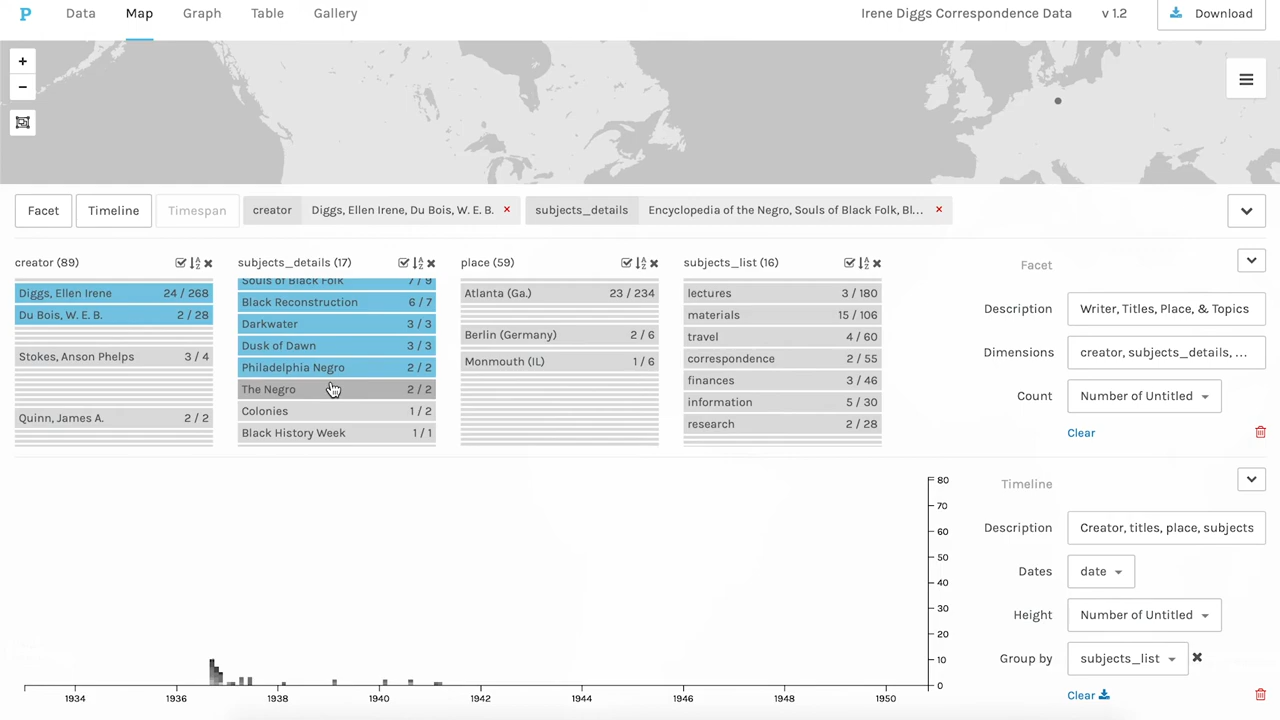 P Data Map Graph Table Gallery Irene Diggs Correspondence Data v 1.2 Download
+
−
Facet Timeline Timespan creator Diggs, Ellen Irene, Du Bois, W. E. B. × subjects_details Encyclopedia of the Negro, Souls of Black Folk, Bl... ×
creator (89)
Diggs, Ellen Irene 24 / 268
Du Bois, W. E. B. 2 / 28
Stokes, Anson Phelps 3 / 4
Quinn, James A. 2 / 2
subjects_details (17)
Souls of Black Folk 7 / 9
Black Reconstruction 6 / 7
Darkwater 3 / 3
Dusk of Dawn 3 / 3
Philadelphia Negro 2 / 2
The Negro 2 / 2
Colonies 1 / 2
Black History Week 1 / 1
place (59)
Atlanta (Ga.) 23 / 234
Berlin (Germany) 2 / 6
Monmouth (IL) 1 / 6
subjects_list (16)
lectures 3 / 180
materials 15 / 106
travel 4 / 60
correspondence 2 / 55
finances 3 / 46
information 5 / 30
research 2 / 28
Facet
Description Writer, Titles, Place, & Topics
Dimensions creator, subjects_details, ...
Count Number of Untitled
Clear
80
70
60
50
40
30
20
10
0
1934 1936 1938 1940 1942 1944 1946 1948 1950
Timeline
Description Creator, titles, place, subjects
Dates date
Height Number of Untitled
Group by subjects_list
Clear